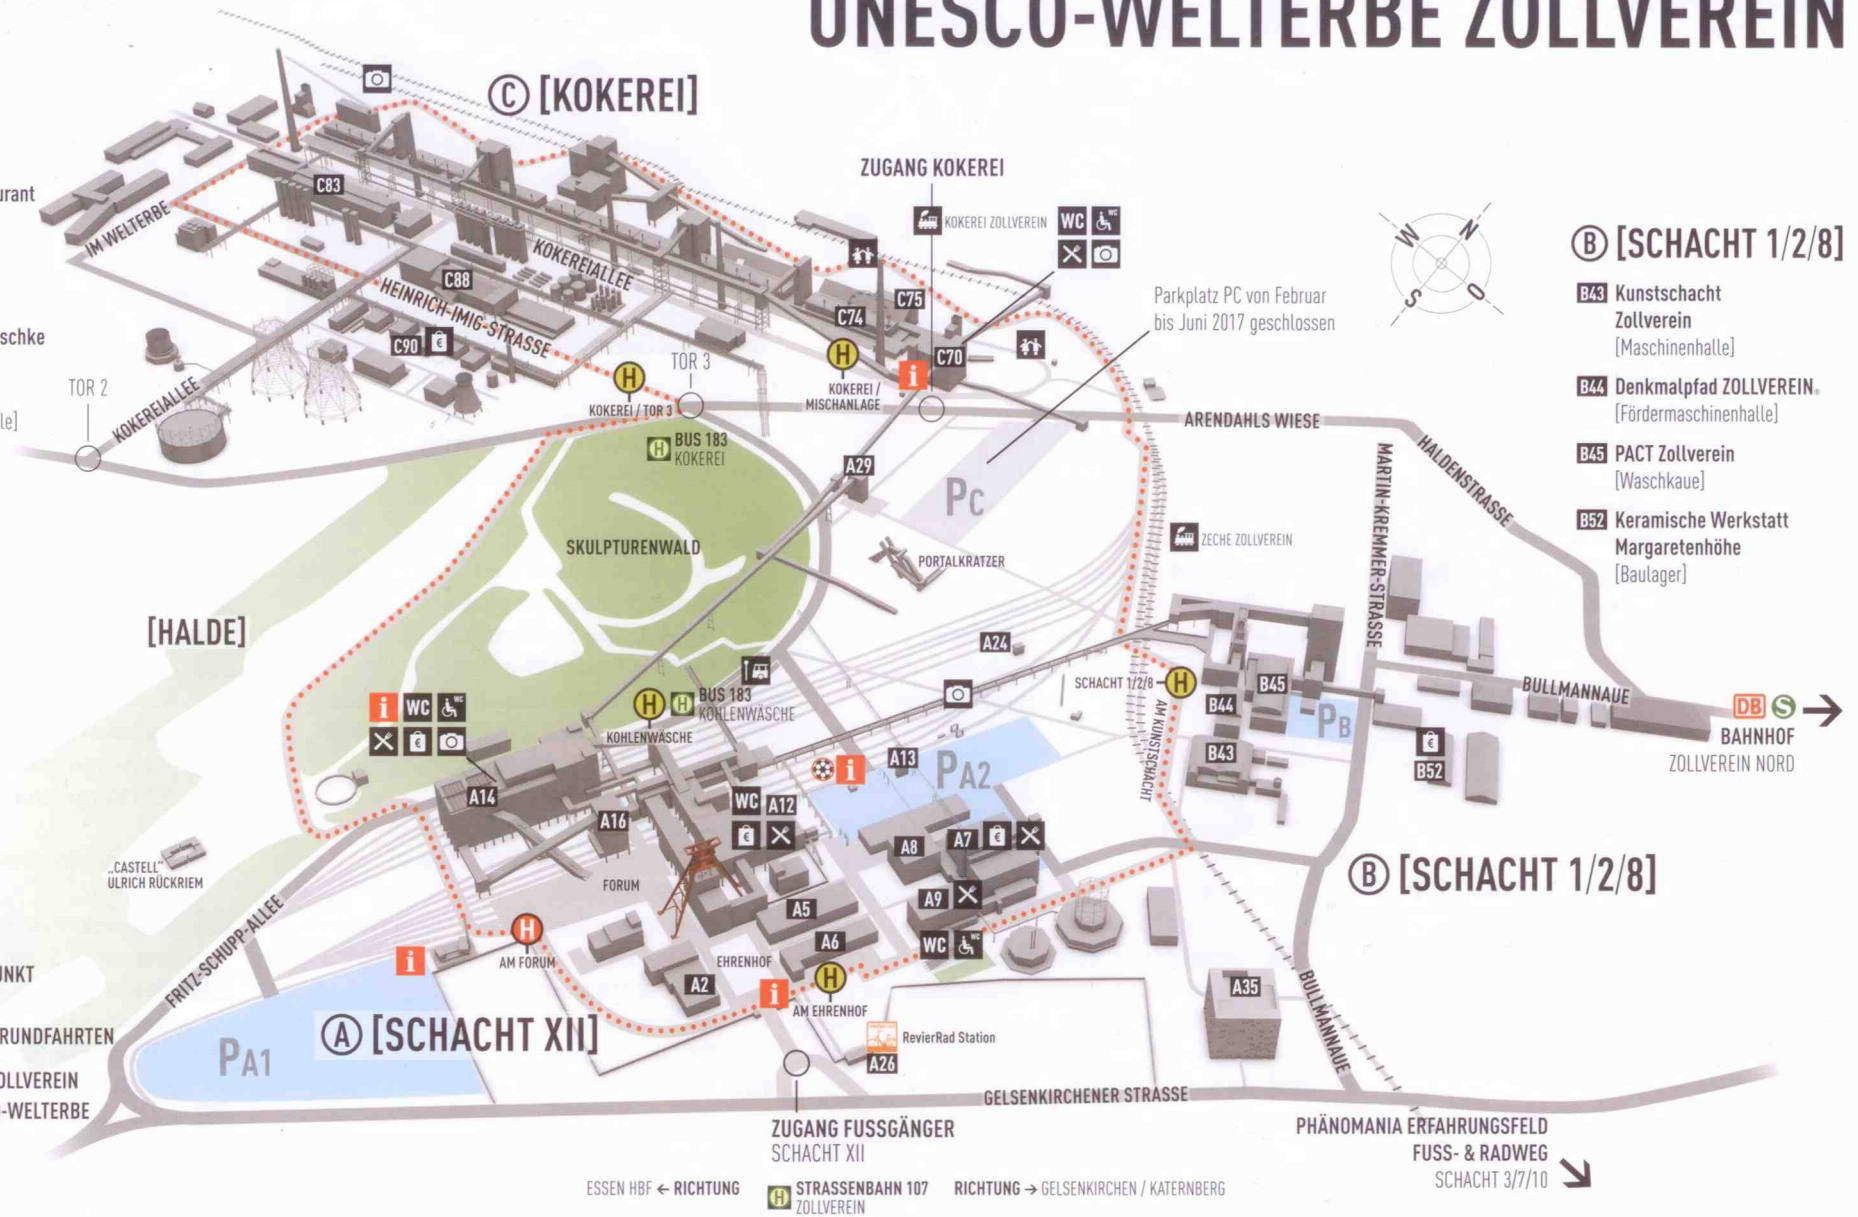 UNESCO-WELTERBE ZOLLVEREIN
C [KOKEREI]
ZUGANG KOKEREI
KOKEREI ZOLLVEREIN
WC
WC
urant
IM WELTERBE
C83
KOKEREIALLEE
C88
HEINRICH-IMIG-STRASSE
C90
€
C75
C74
C70
i
H
KOKEREI /
MISCHANLAGE
H
KOKEREI / TOR 3
TOR 3
Parkplatz PC von Februar
bis Juni 2017 geschlossen
W
N
S
O
B [SCHACHT 1/2/8]
B43 Kunstschacht
Zollverein
[Maschinenhalle]
B44 Denkmalpfad ZOLLVEREIN®
[Fördermaschinenhalle]
B45 PACT Zollverein
[Waschkaue]
B52 Keramische Werkstatt
Margaretenhöhe
[Baulager]
schke
le]
TOR 2
KOKEREIALLEE
H BUS 183
KOKEREI
A29
PC
ARENDAHLS WIESE
HALDENSTRASSE
MARTIN-KREMMER-STRASSE
SKULPTURENWALD
PORTALKRATZER
ZECHE ZOLLVEREIN
[HALDE]
A24
SCHACHT 1/2/8
H
B45
B44
B43
PB
BULLMANNAUE
DB S
BAHNHOF
ZOLLVEREIN NORD
€
B52
AM KUNSTSCHACHT
i WC WC
€
H
KOHLENWÄSCHE
H BUS 183
KOHLENWÄSCHE
A14
A16
WC A12
€
i
A13
PA2
A8
A7 €
A9
WC WC
A5
A6
„CASTELL“
ULRICH RÜCKRIEM
FORUM
FRITZ-SCHUPP-ALLEE
i
H
AM FORUM
EHRENHOF
A2
i
H
AM EHRENHOF
B [SCHACHT 1/2/8]
A35
BULLMANNAUE
UNKT
RUNDFAHRTEN
OLLVEREIN
-WELTERBE
PA1
A [SCHACHT XII]
RevierRad Station
A26
GELSENKIRCHENER STRASSE
ZUGANG FUSSGÄNGER
SCHACHT XII
PHÄNOMANIA ERFAHRUNGSFELD
FUSS- & RADWEG
SCHACHT 3/7/10
ESSEN HBF ← RICHTUNG
H STRASSENBAHN 107
ZOLLVEREIN
RICHTUNG → GELSENKIRCHEN / KATERNBERG